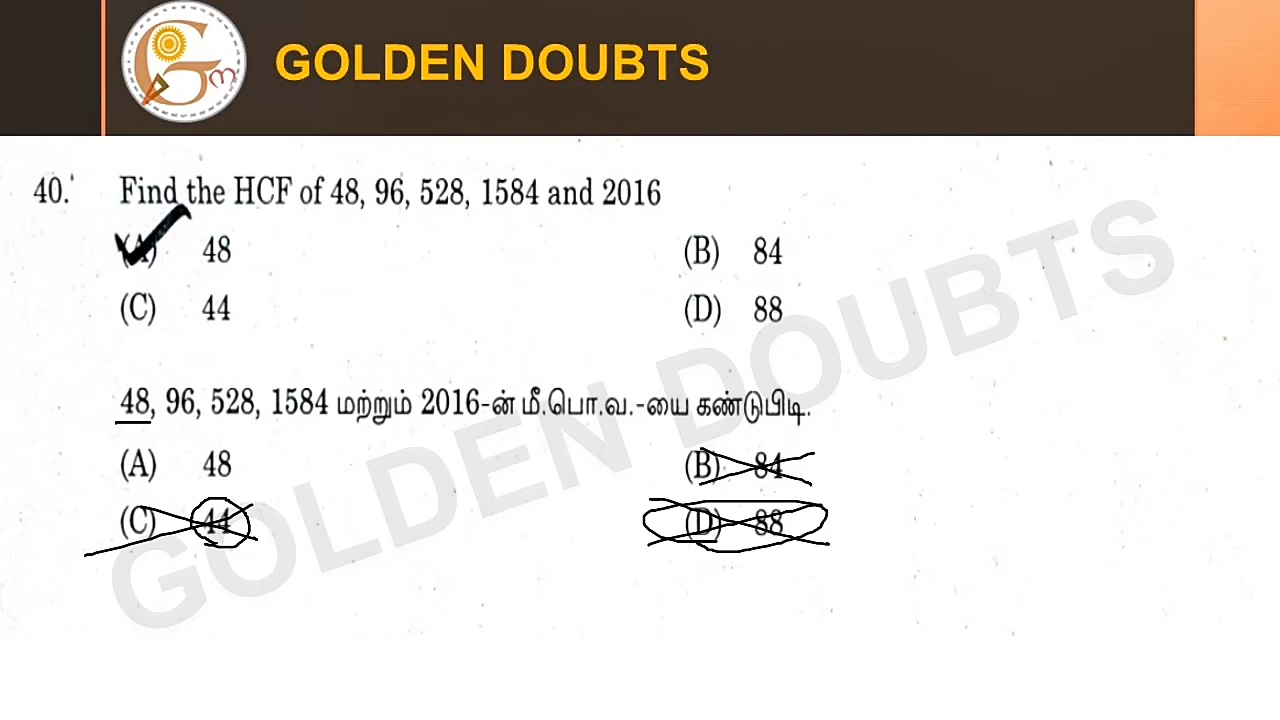 GOLDEN DOUBTS
40. Find the HCF of 48, 96, 528, 1584 and 2016
(A) 48 (B) 84
(C) 44 (D) 88
48, 96, 528, 1584 மற்றும் 2016-ன் மீ.பொ.வ.-யை கண்டுபிடி.
(A) 48 (B) 84
(C) 44 (D) 88
GOLDEN DOUBTS